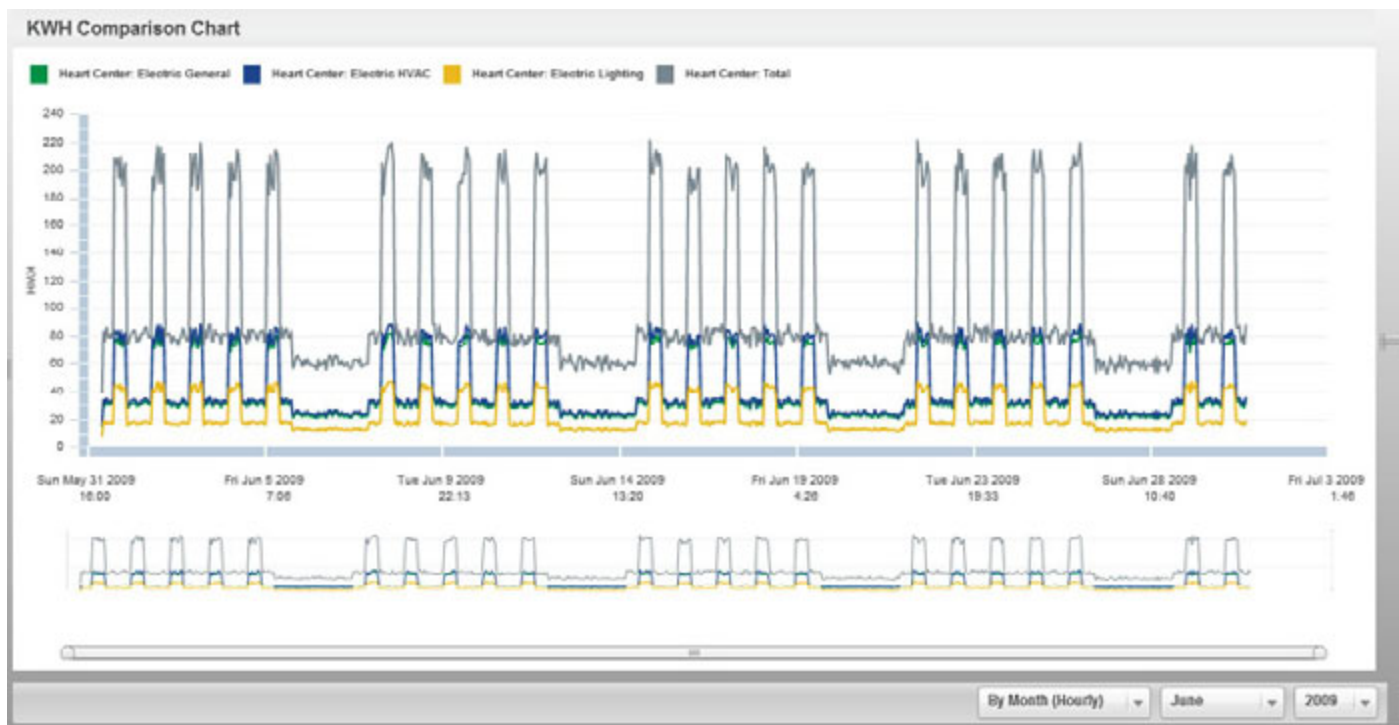 KWH Comparison Chart
Heart Center: Electric General Heart Center: Electric HVAC Heart Center: Electric Lighting Heart Center: Total
240
220
200
180
160
140
120
100
80
60
40
20
0
KWH
Sun May 31 2009 Fri Jun 5 2009 Tue Jun 9 2009 Sun Jun 14 2009 Fri Jun 19 2009 Tue Jun 23 2009 Sun Jun 28 2009 Fri Jul 3 2009
16:00 7:06 22:13 13:20 4:26 19:33 10:40 1:46
By Month (Hourly) June 2009